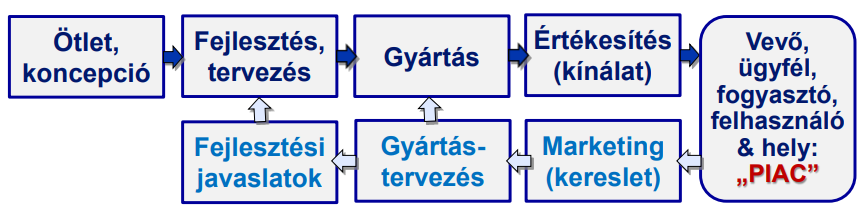 Ötlet,
koncepció
Fejlesztés,
tervezés
Gyártás
Értékesítés
(kínálat)
Vevő,
ügyfél,
fogyasztó,
felhasználó
& hely:
„PIAC”
Fejlesztési
javaslatok
Gyártás-
tervezés
Marketing
(kereslet)